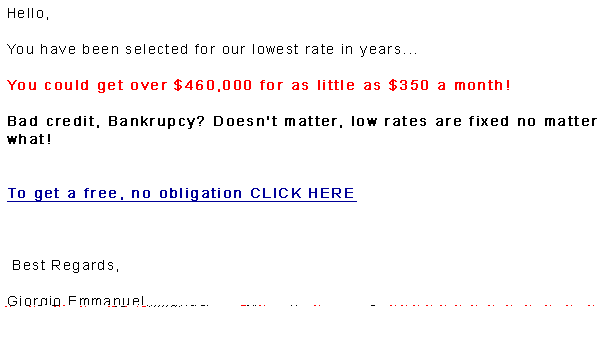 Hello,
You have been selected for our lowest rate in years...
You could get over $460,000 for as little as $350 a month!
Bad credit, Bankrupcy? Doesn't matter, low rates are fixed no matter
what!
To get a free, no obligation CLICK HERE
Best Regards,
Giorgio Emmanuel